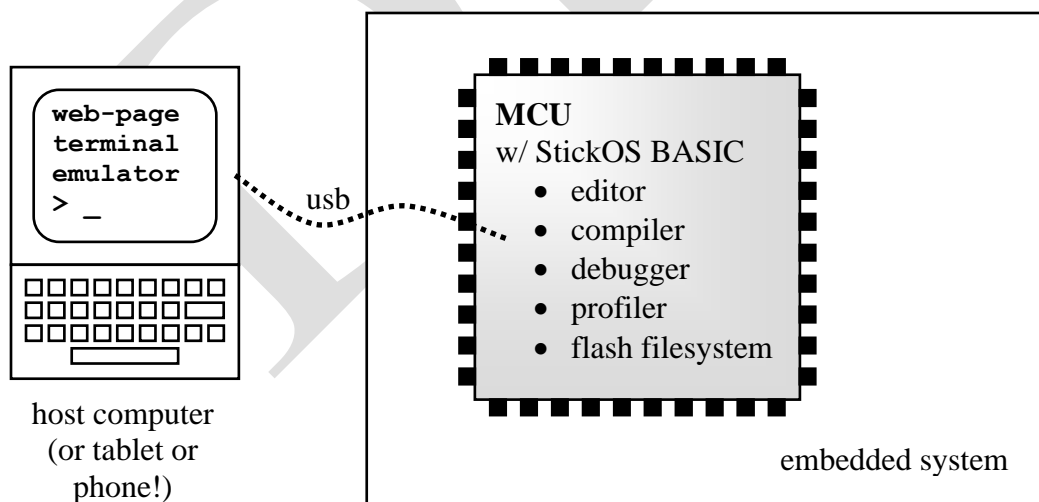 web-page
terminal
emulator
> _
usb
MCU
w/ StickOS BASIC
• editor
• compiler
• debugger
• profiler
• flash filesystem
host computer
(or tablet or
phone!)
embedded system